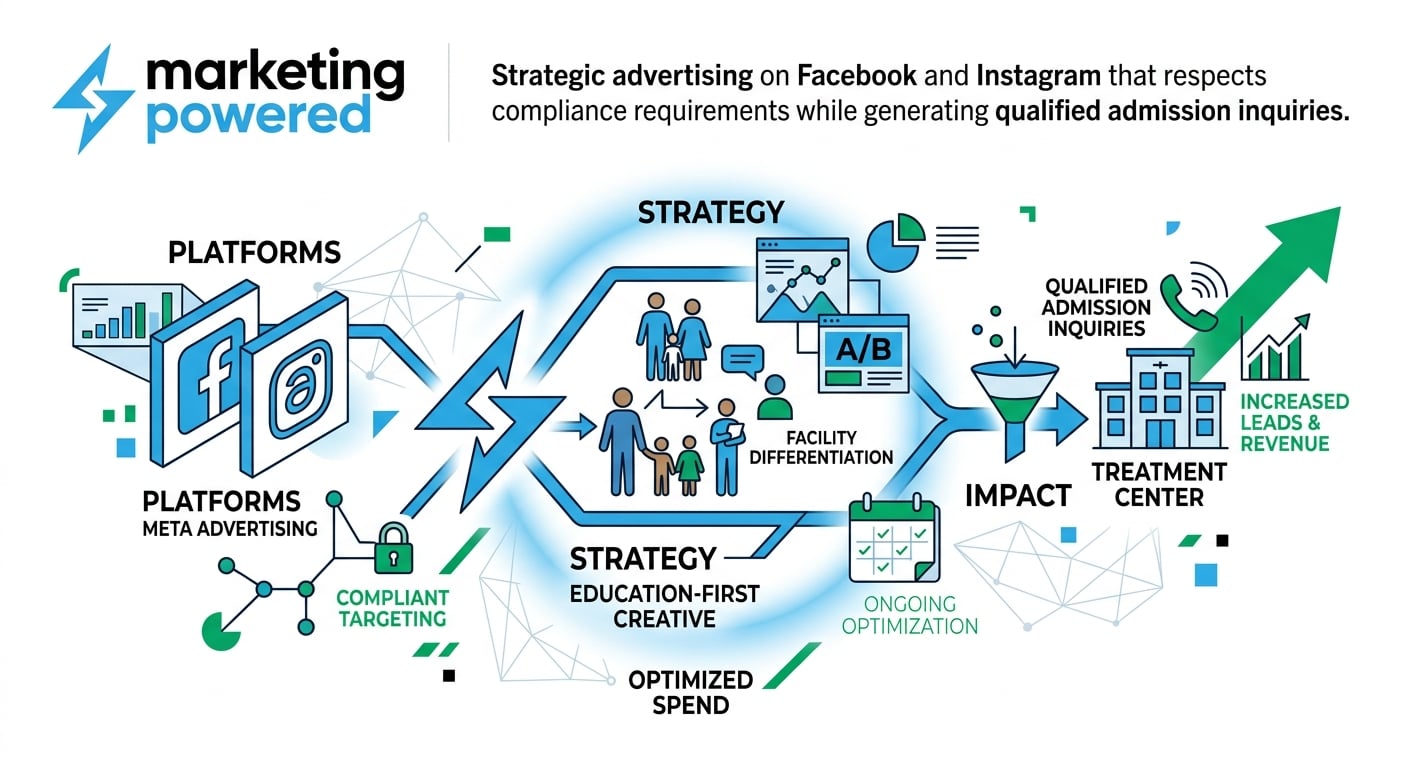 marketing
powered
Strategic advertising on Facebook and Instagram that respects
compliance requirements while generating qualified admission inquiries.
PLATFORMS
f
a
PLATFORMS
META ADVERTISING
COMPLIANT
TARGETING
STRATEGY
A/B
FACILITY
DIFFERENTIATION
STRATEGY
EDUCATION-FIRST
CREATIVE
OPTIMIZED
SPEND
ONGOING
OPTIMIZATION
IMPACT
QUALIFIED
ADMISSION
INQUIRIES
TREATMENT
CENTER
INCREASED
LEADS &
REVENUE